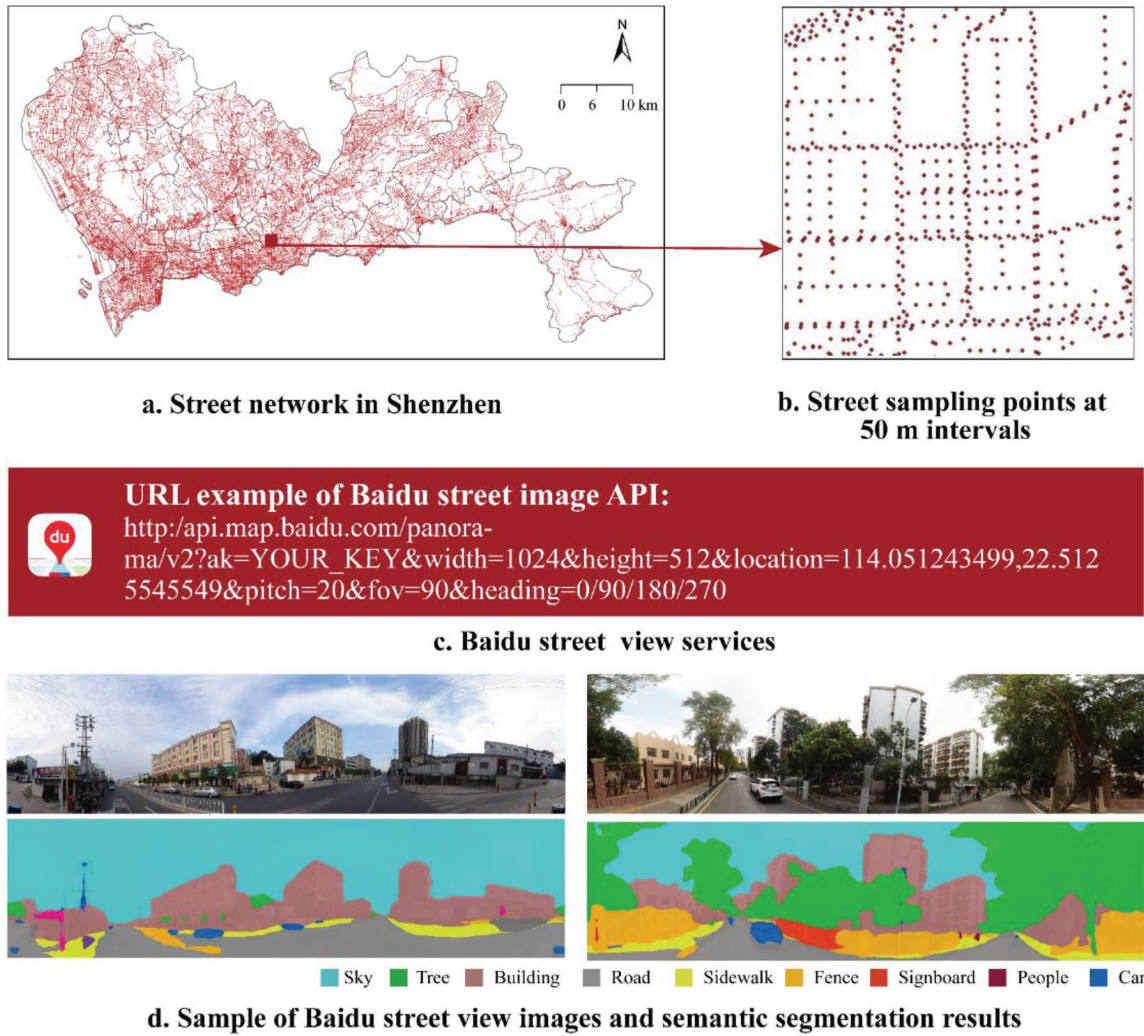 N
0 6 10 km
a. Street network in Shenzhen
b. Street sampling points at
50 m intervals
du
URL example of Baidu street image API:
http:/api.map.baidu.com/panora-
ma/v2?ak=YOUR_KEY&width=1024&height=512&location=114.051243499,22.512
5545549&pitch=20&fov=90&heading=0/90/180/270
c. Baidu street view services
Sky Tree Building Road Sidewalk Fence Signboard People Car
d. Sample of Baidu street view images and semantic segmentation results